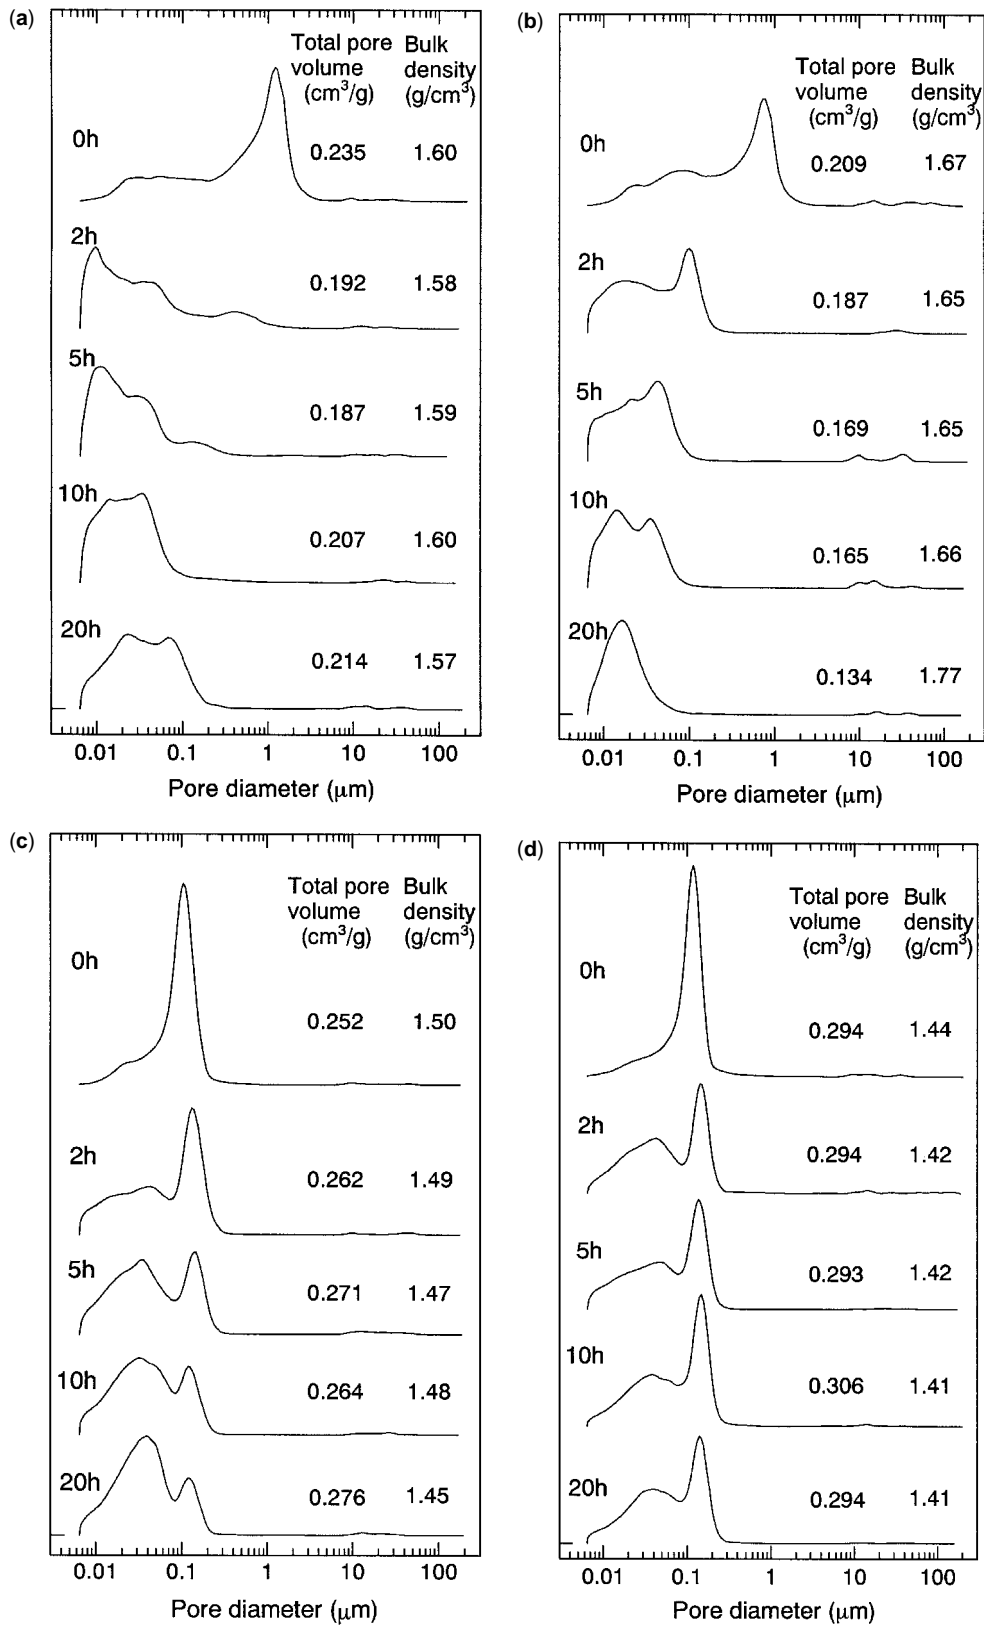 (a)
Total pore volume (cm³/g)
Bulk density (g/cm³)
0h 0.235 1.60
2h 0.192 1.58
5h 0.187 1.59
10h 0.207 1.60
20h 0.214 1.57
0.01 0.1 1 10 100
Pore diameter (μm)
(b)
Total pore volume (cm³/g)
Bulk density (g/cm³)
0h 0.209 1.67
2h 0.187 1.65
5h 0.169 1.65
10h 0.165 1.66
20h 0.134 1.77
0.01 0.1 1 10 100
Pore diameter (μm)
(c)
Total pore volume (cm³/g)
Bulk density (g/cm³)
0h 0.252 1.50
2h 0.262 1.49
5h 0.271 1.47
10h 0.264 1.48
20h 0.276 1.45
0.01 0.1 1 10 100
Pore diameter (μm)
(d)
Total pore volume (cm³/g)
Bulk density (g/cm³)
0h 0.294 1.44
2h 0.294 1.42
5h 0.293 1.42
10h 0.306 1.41
20h 0.294 1.41
0.01 0.1 1 10 100
Pore diameter (μm)